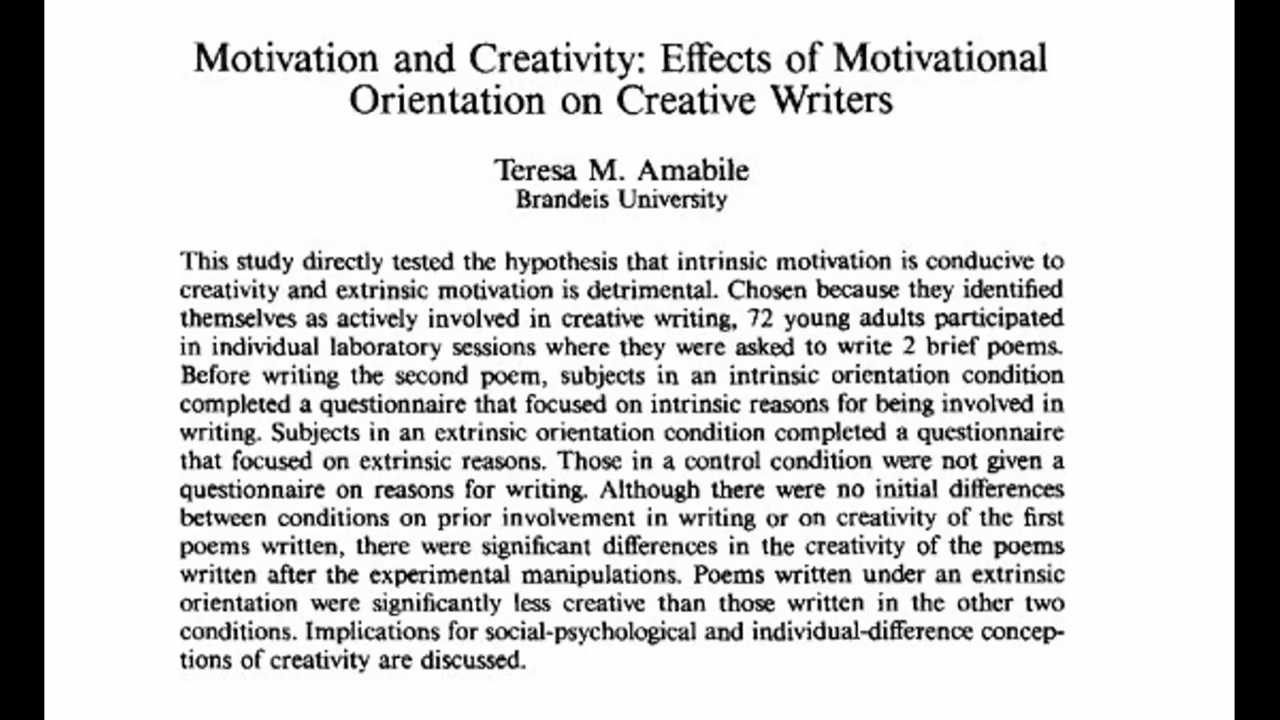 Motivation and Creativity: Effects of Motivational
Orientation on Creative Writers
Teresa M. Amabile
Brandeis University
This study directly tested the hypothesis that intrinsic motivation is conducive to
creativity and extrinsic motivation is detrimental. Chosen because they identified
themselves as actively involved in creative writing, 72 young adults participated
in individual laboratory sessions where they were asked to write 2 brief poems.
Before writing the second poem, subjects in an intrinsic orientation condition
completed a questionnaire that focused on intrinsic reasons for being involved in
writing. Subjects in an extrinsic orientation condition completed a questionnaire
that focused on extrinsic reasons. Those in a control condition were not given a
questionnaire on reasons for writing. Although there were no initial differences
between conditions on prior involvement in writing or on creativity of the first
poems written, there were significant differences in the creativity of the poems
written after the experimental manipulations. Poems written under an extrinsic
orientation were significantly less creative than those written in the other two
conditions. Implications for social-psychological and individual-difference concep-
tions of creativity are discussed.